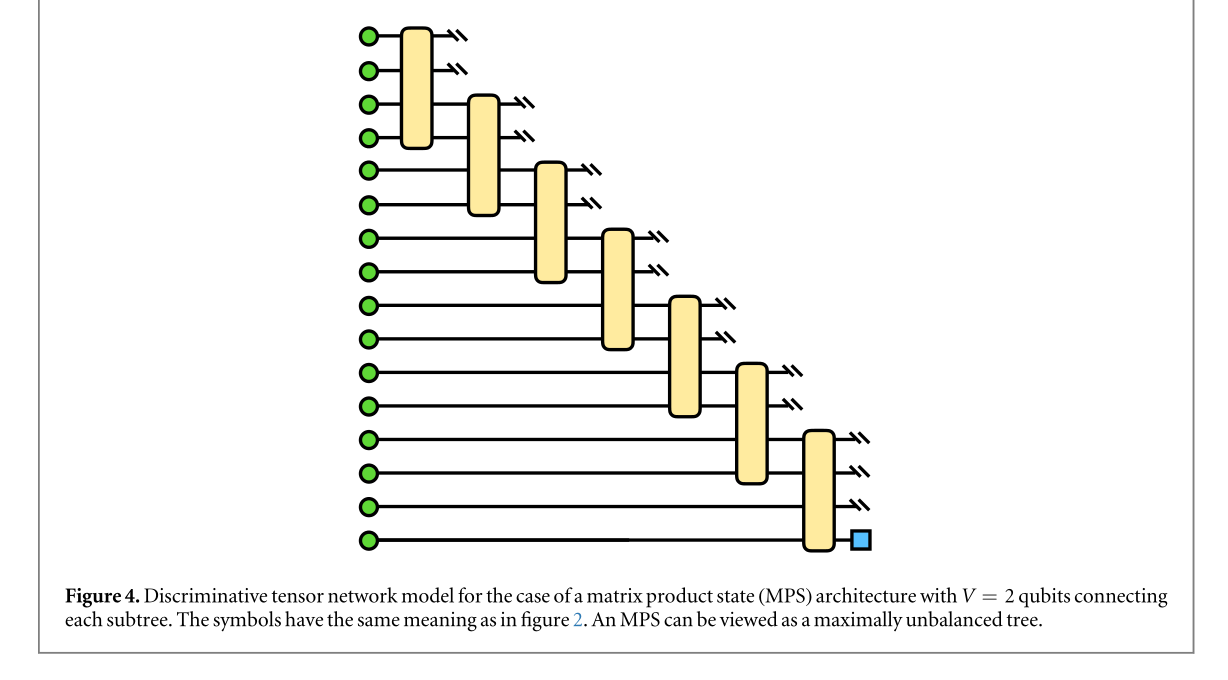 Figure 4. Discriminative tensor network model for the case of a matrix product state (MPS) architecture with V = 2 qubits connecting
each subtree. The symbols have the same meaning as in figure 2. An MPS can be viewed as a maximally unbalanced tree.